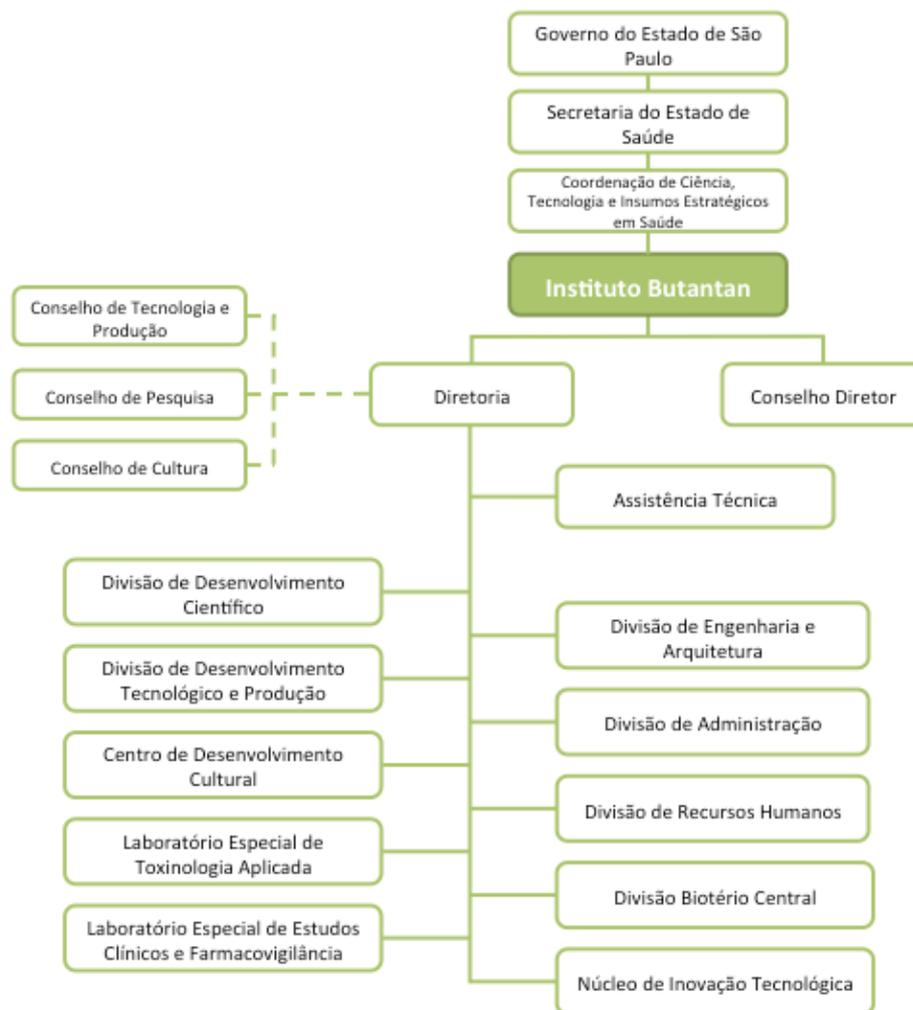 Governo do Estado de São
Paulo
Secretaria do Estado de
Saúde
Coordenação de Ciência,
Tecnologia e Insumos Estratégicos
em Saúde
Instituto Butantan
Conselho de Tecnologia e
Produção
Conselho de Pesquisa
Conselho de Cultura
Diretoria
Conselho Diretor
Assistência Técnica
Divisão de Desenvolvimento
Científico
Divisão de Desenvolvimento
Tecnológico e Produção
Centro de Desenvolvimento
Cultural
Laboratório Especial de
Toxinologia Aplicada
Laboratório Especial de Estudos
Clínicos e Farmacovigilância
Divisão de Engenharia e
Arquitetura
Divisão de Administração
Divisão de Recursos Humanos
Divisão Biotério Central
Núcleo de Inovação Tecnológica